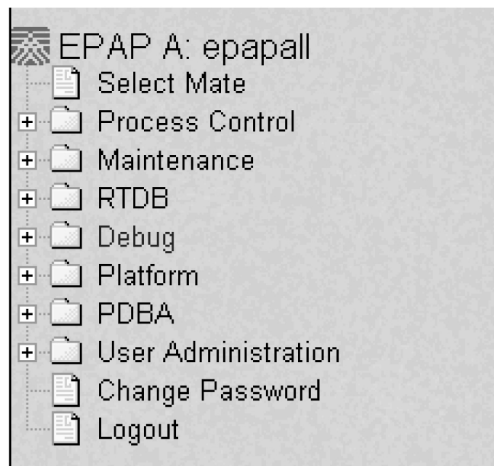 EPAP A: epapall
Select Mate
Process Control
Maintenance
RTDB
Debug
Platform
PDBA
User Administration
Change Password
Logout